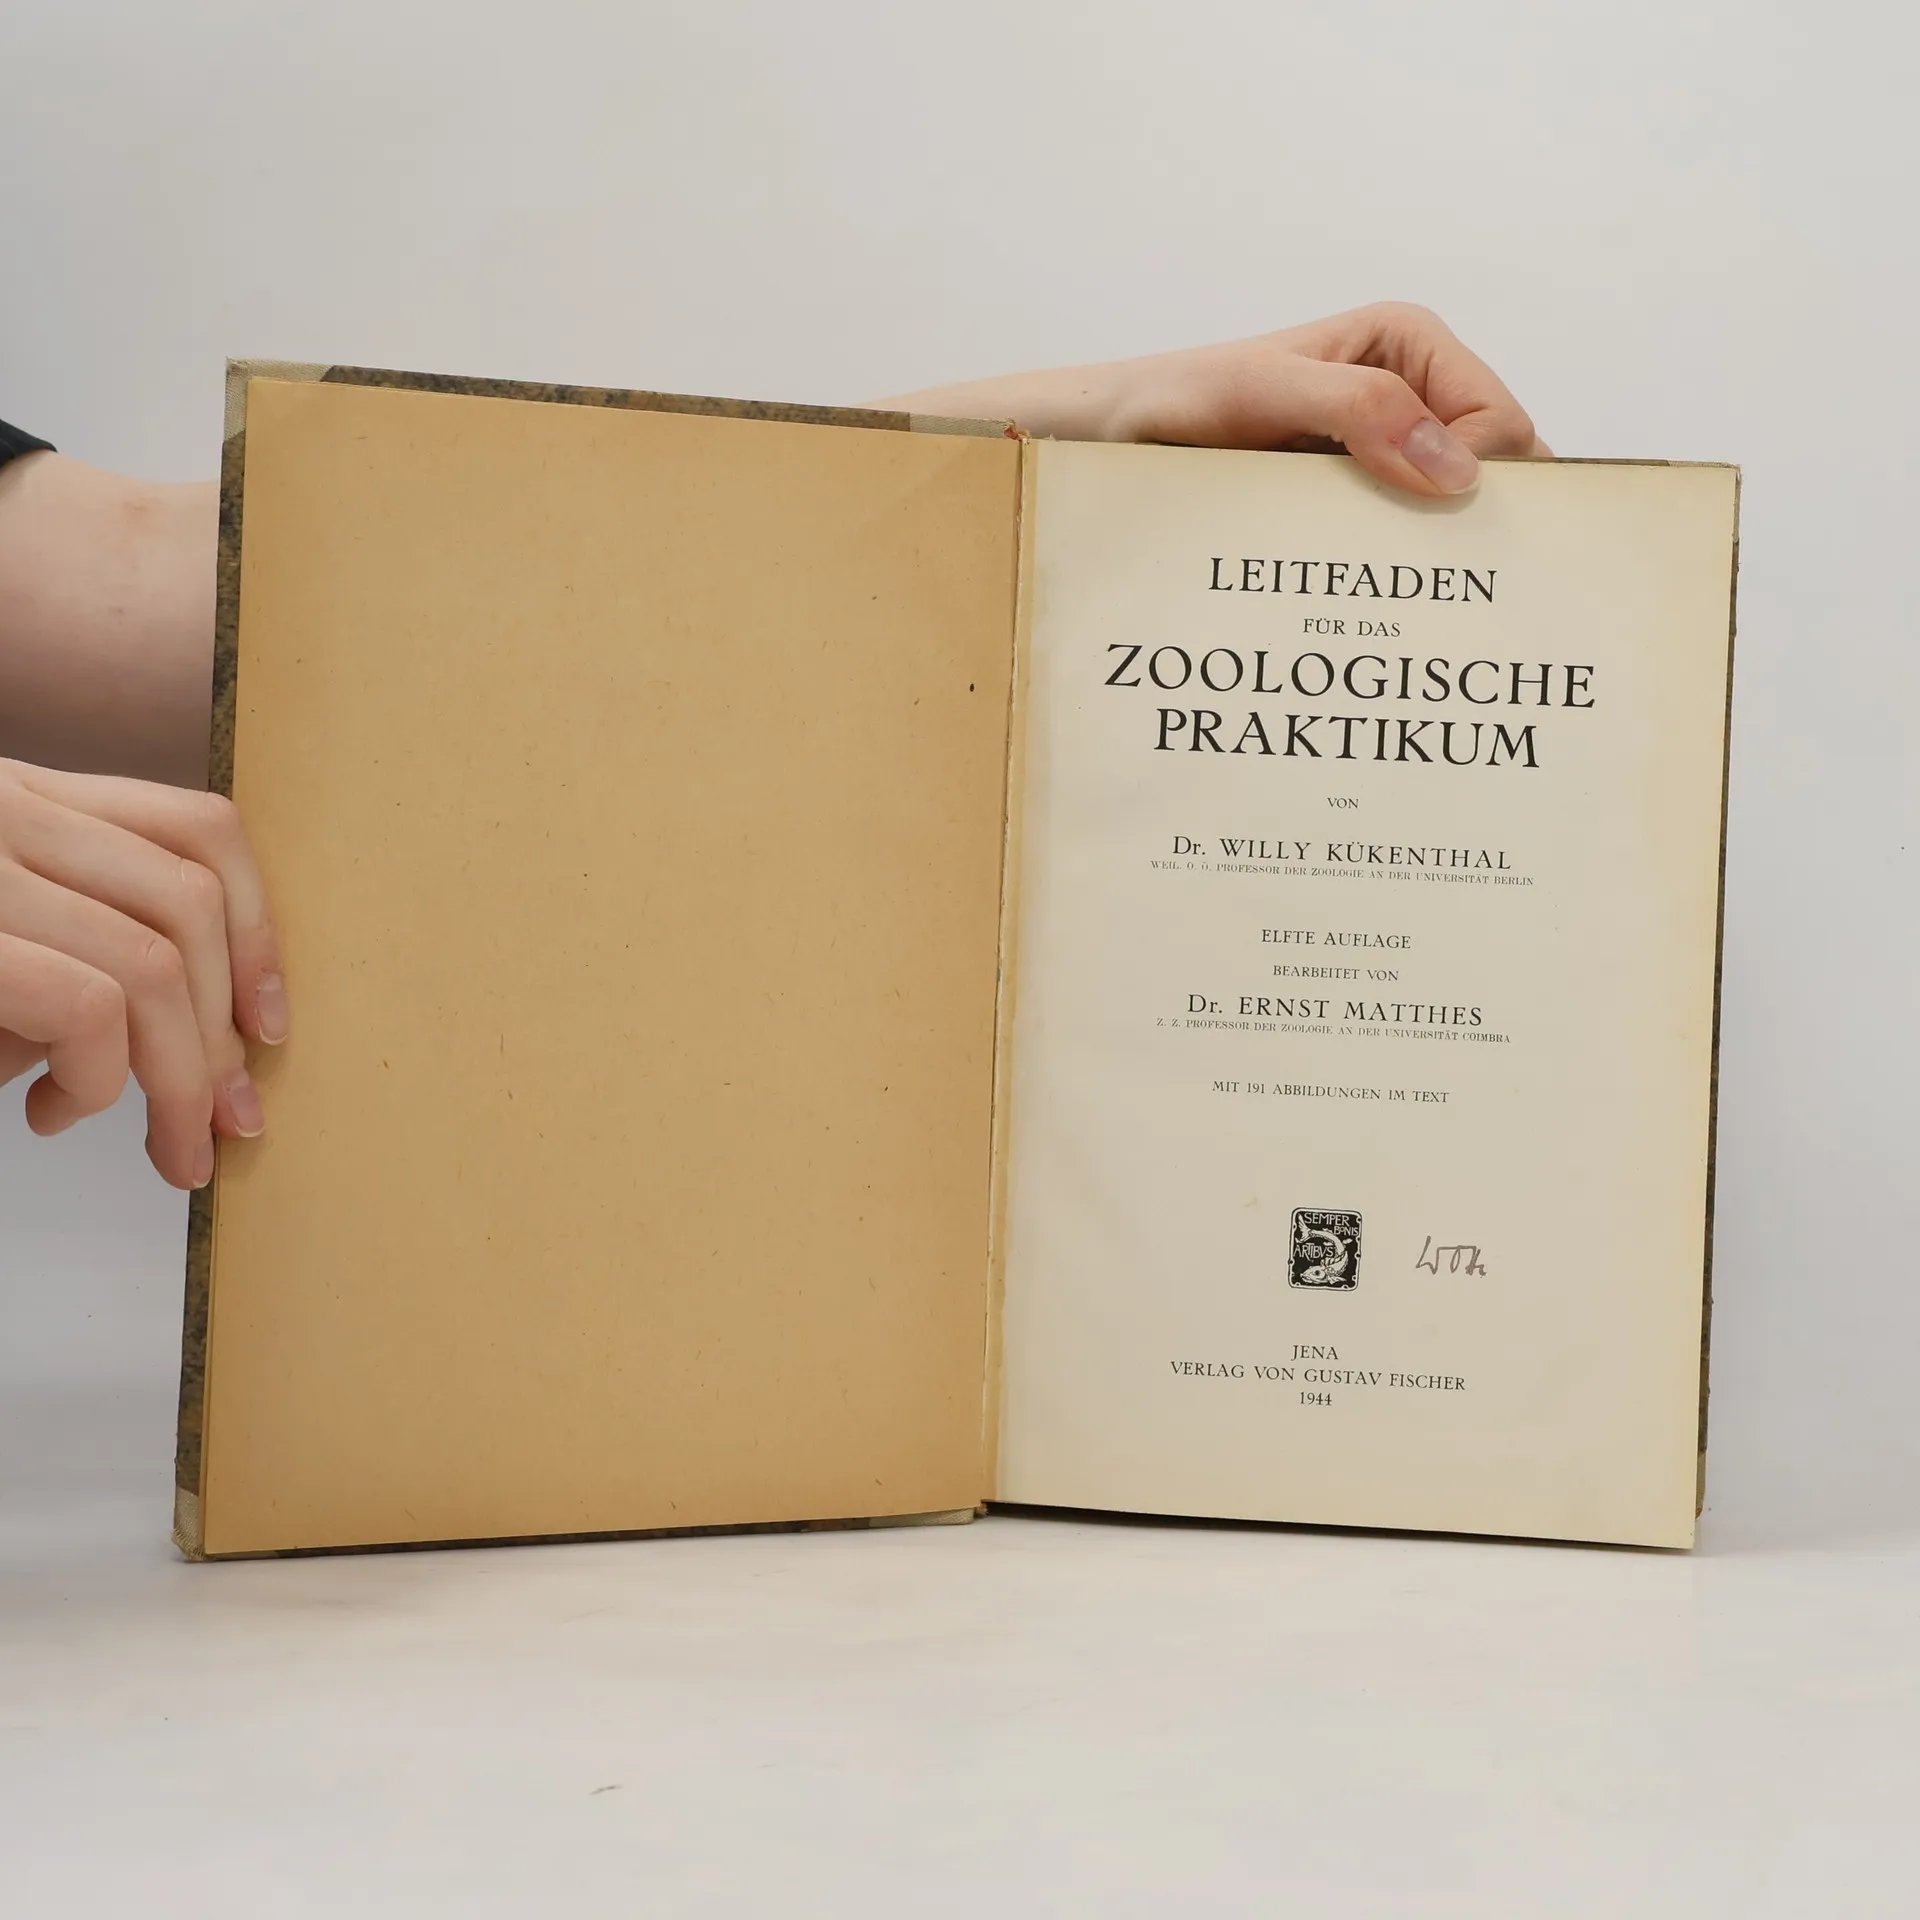 LEITFADEN
FÜR DAS
ZOOLOGISCHE
PRAKTIKUM
VON
Dr. WILLY KÜKENTHAL
WEIL. O. Ö. PROFESSOR DER ZOOLOGIE AN DER UNIVERSITÄT BERLIN
ELFTE AUFLAGE
BEARBEITET VON
Dr. ERNST MATTHES
Z. Z. PROFESSOR DER ZOOLOGIE AN DER UNIVERSITÄT COIMBRA
MIT 191 ABBILDUNGEN IM TEXT
SEMPER
BONIS
ARTIBVS
JENA
VERLAG VON GUSTAV FISCHER
1944